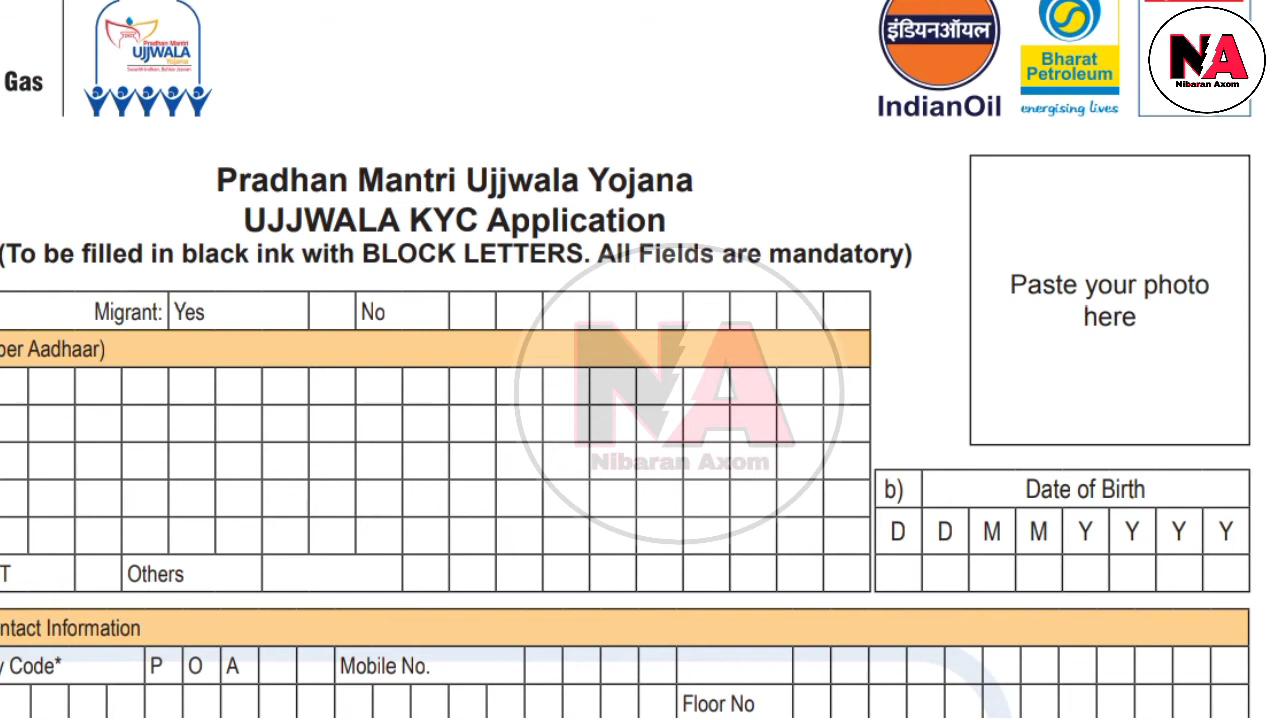 Gas
Pradhan Mantri
UJJWALA
Yojana
इंडियनऑयल
IndianOil
Bharat
Petroleum
energising lives
NA
Nibaran Axom
Pradhan Mantri Ujjwala Yojana
UJJWALA KYC Application
(To be filled in black ink with BLOCK LETTERS. All Fields are mandatory)
Paste your photo
here
Migrant: Yes No
per Aadhaar)
NA
Nibaran Axom
b) Date of Birth
D D M M Y Y Y Y
T Others
ntact Information
y Code* P O A Mobile No.
Floor No